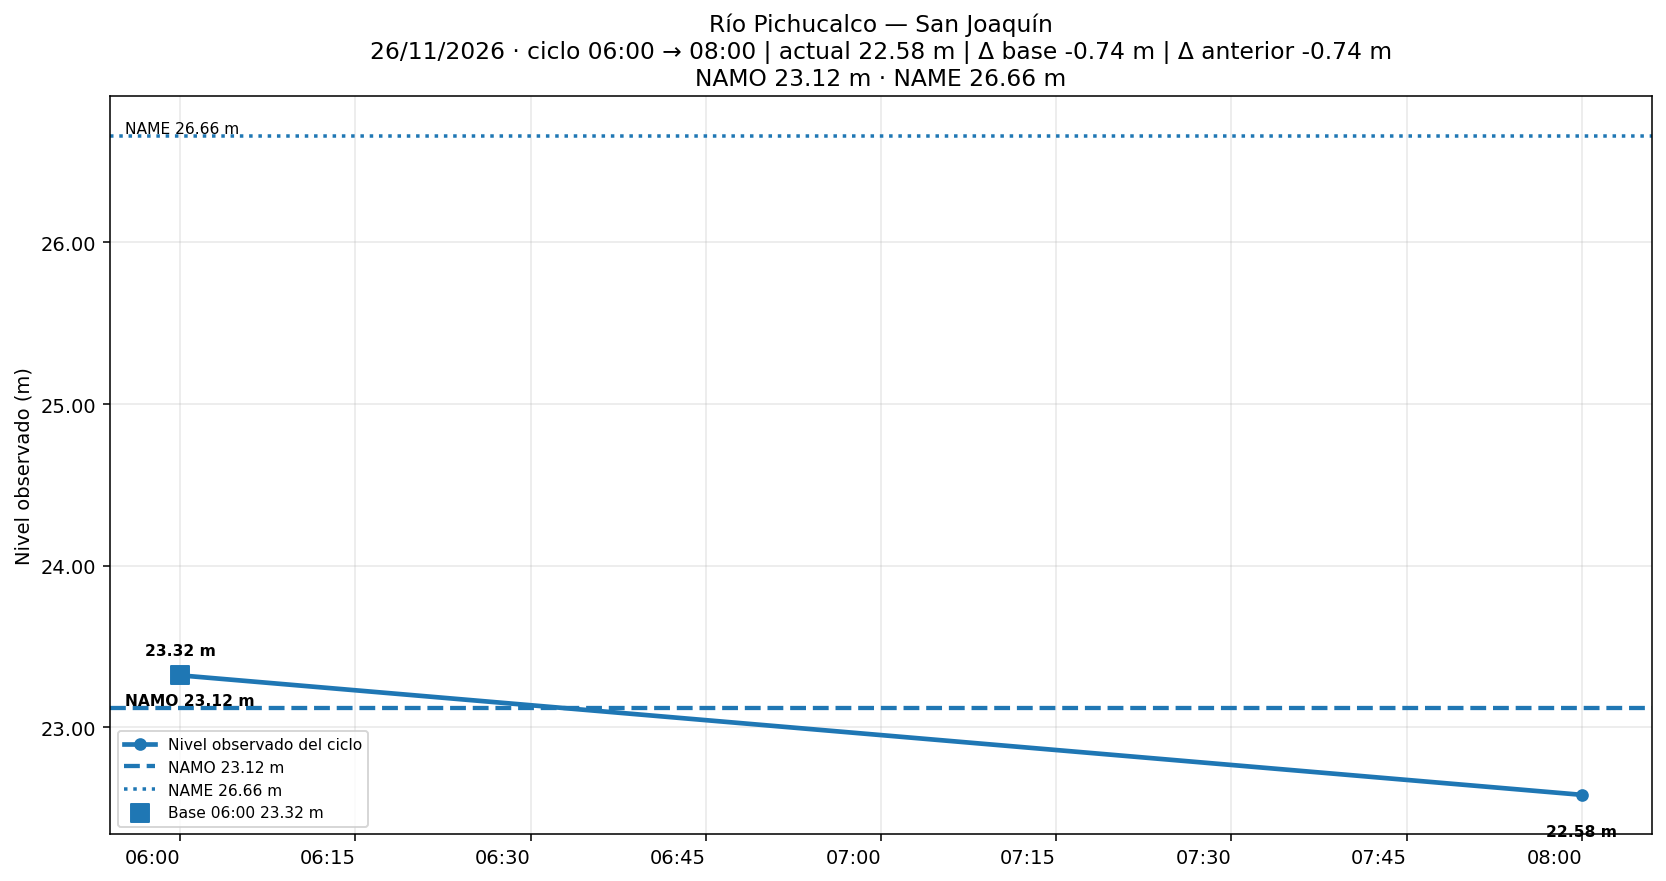 Río Pichucalco — San Joaquín
26/11/2026 · ciclo 06:00 → 08:00 | actual 22.58 m | Δ base -0.74 m | Δ anterior -0.74 m
NAMO 23.12 m · NAME 26.66 m
NAME 26.66 m
26.00
25.00
24.00
23.00
Nivel observado (m)
23.32 m
NAMO 23.12 m
Nivel observado del ciclo
NAMO 23.12 m
NAME 26.66 m
Base 06:00 23.32 m
22.58 m
06:00 06:15 06:30 06:45 07:00 07:15 07:30 07:45 08:00